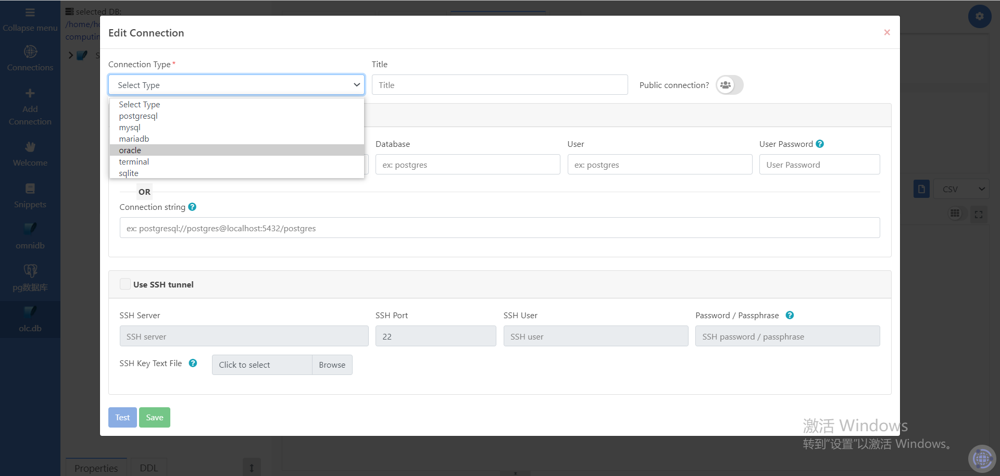 Collapse menu
Connections
Add
Connection
Welcome
Snippets
omnidb
pg数据库
olc.db
selected DB:
/home/h
computin
S
Edit Connection
×
Connection Type*
Title
Select Type
Title
Public connection?
Select Type
postgresql
mysql
mariadb
oracle
terminal
sqlite
Database
User
User Password ?
ex: postgres
ex: postgres
User Password
OR
Connection string ?
ex: postgresql://postgres@localhost:5432/postgres
CSV
Use SSH tunnel
SSH Server
SSH Port
SSH User
Password / Passphrase ?
SSH server
22
SSH user
SSH password / passphrase
SSH Key Text File ?
Click to select
Browse
Test
Save
激活 Windows
转到“设置”以激活 Windows。
Properties
DDL